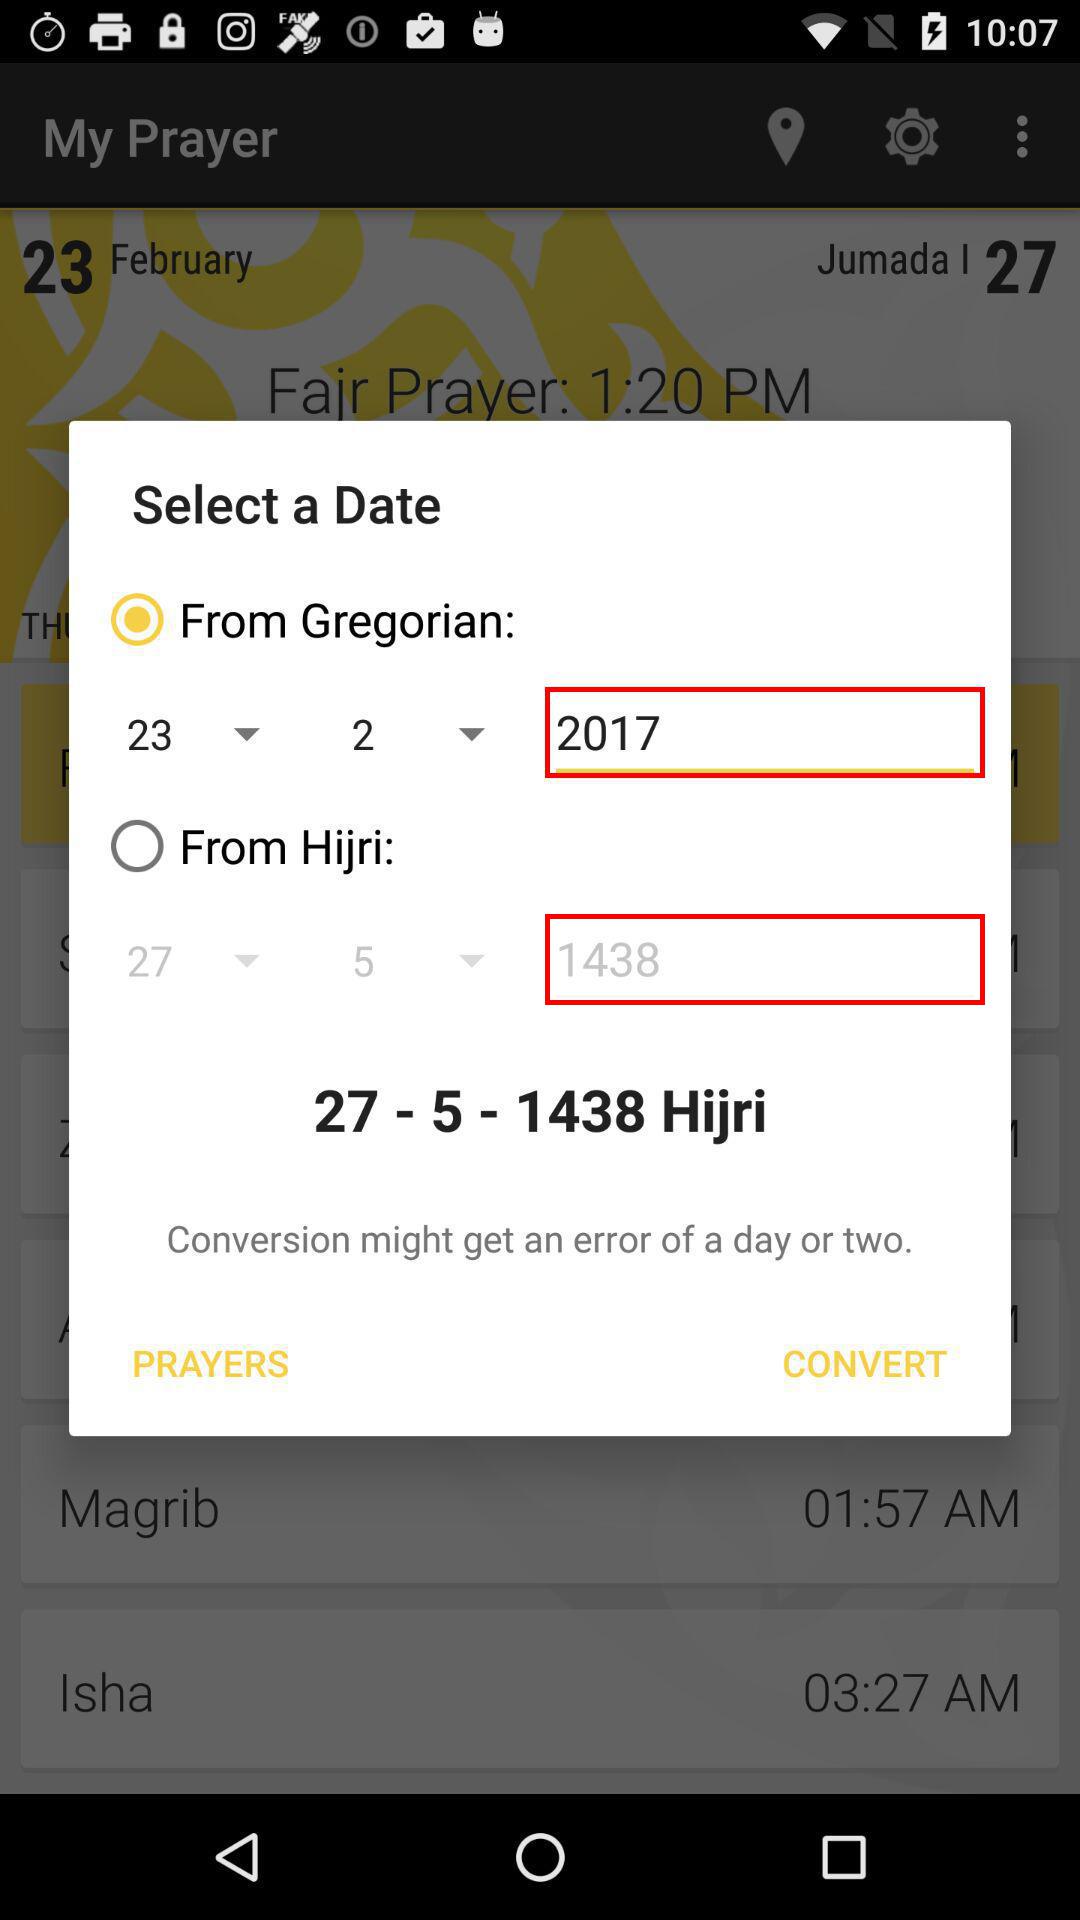 10:07
My Prayer
23 February Jumada I 27
Fajr Prayer: 1:20 PM
Select a Date
From Gregorian:
23 2 2017
From Hijri:
27 5 1438
27 - 5 - 1438 Hijri
Conversion might get an error of a day or two.
PRAYERS CONVERT
Magrib 01:57 AM
Isha 03:27 AM